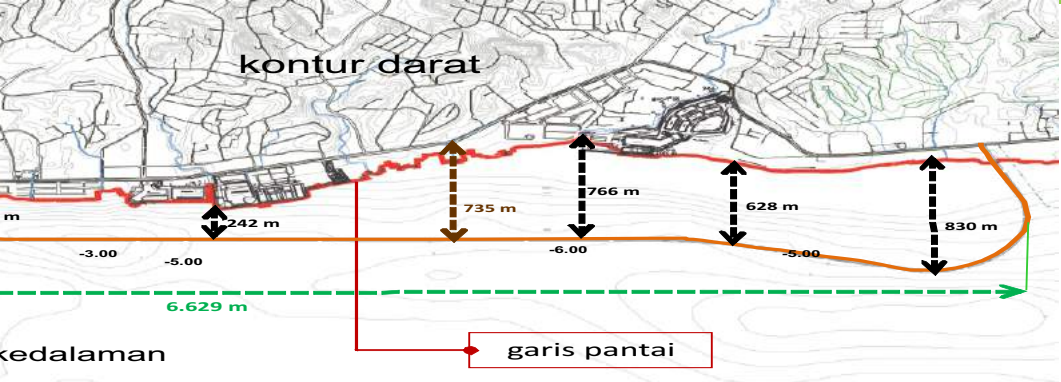 kontur darat
766 m
628 m
735 m
m
242 m
830 m
-3.00
-5.00
-6.00
-5.00
6.629 m
garis pantai
kedalaman